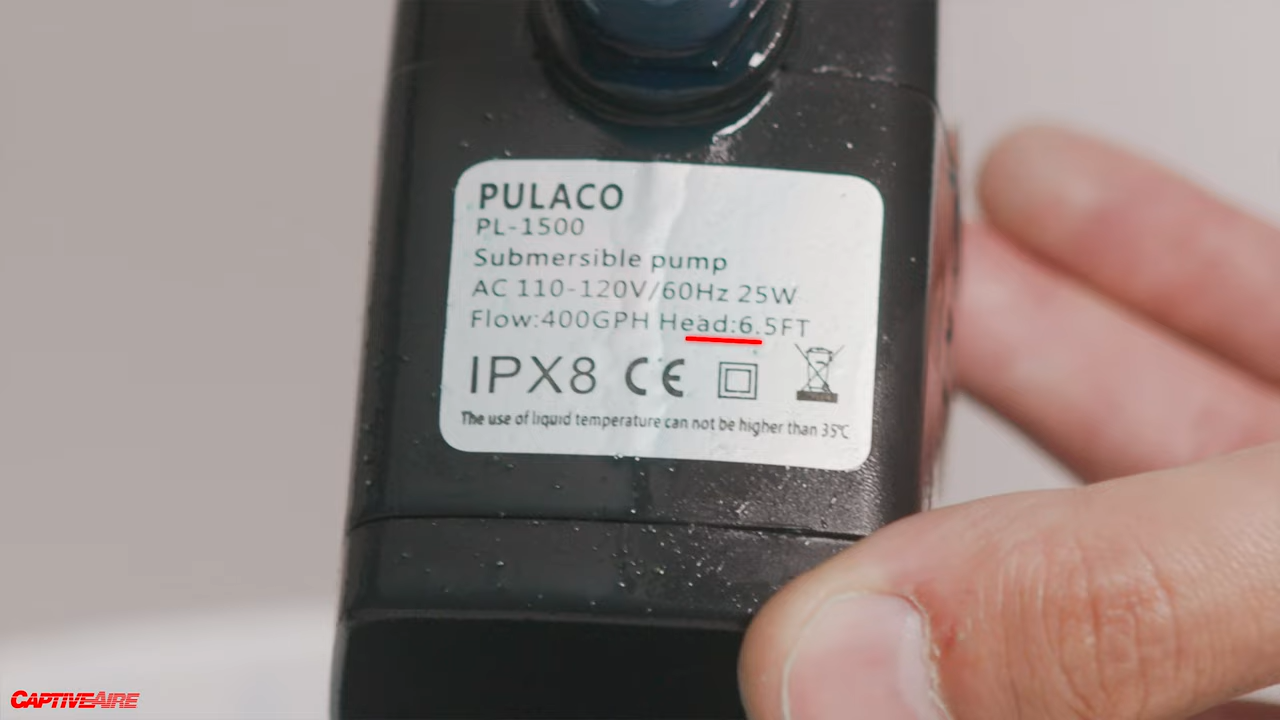 PULACO
PL-1500
Submersible pump
AC 110-120V/60Hz 25W
Flow:400GPH Head:6.5FT
IPX8 CE
The use of liquid temperature can not be higher than 35℃
CAPTIVEAIRE